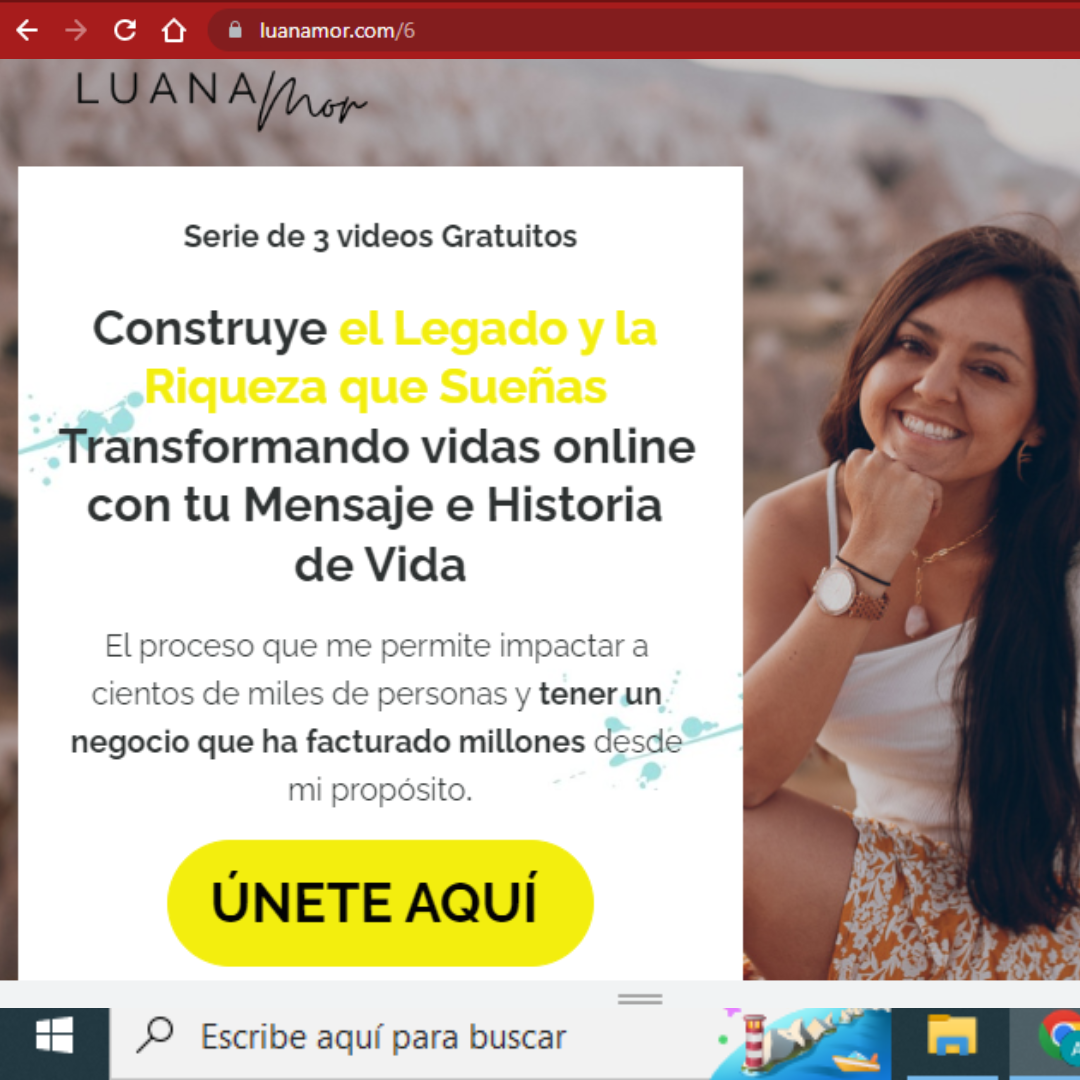 luanamor.com/6
LUANA Mor
Serie de 3 videos Gratuitos
Construye el Legado y la
Riqueza que Sueñas
Transformando vidas online
con tu Mensaje e Historia
de Vida
El proceso que me permite impactar a
cientos de miles de personas y tener un
negocio que ha facturado millones desde
mi propósito.
ÚNETE AQUÍ
Escribe aquí para buscar
A